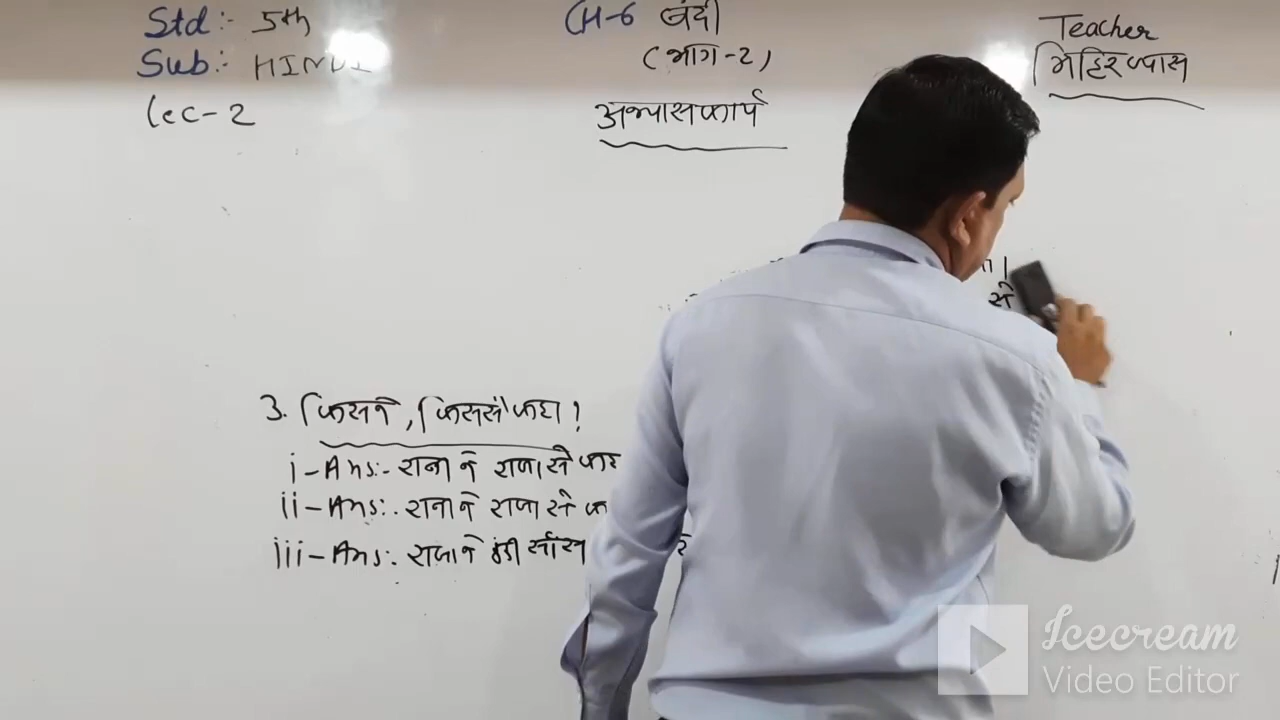 Std:- 5th
Sub:- HINDI
Lec-2
CH-6 बंदी
(भाग-2)
अभ्यासकार्य
Teacher
मिहिर व्यास
से
3. किसने, किससे कहा?
i-Ans:- राजा ने राजा से कहा
ii-Ans:- राजा ने राजा से
iii-Ans:- राजा ने ठंडी साँस
Icecream
Video Editor